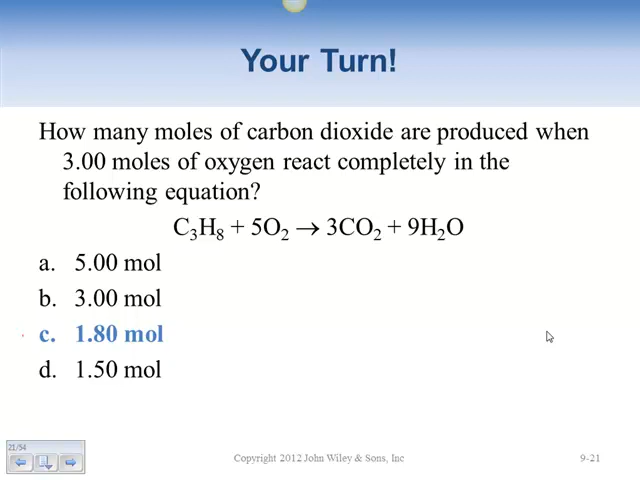 Your Turn!
How many moles of carbon dioxide are produced when
3.00 moles of oxygen react completely in the
following equation?
C₃H₈ + 5O₂ → 3CO₂ + 9H₂O
a. 5.00 mol
b. 3.00 mol
c. 1.80 mol
d. 1.50 mol
21/54
Copyright 2012 John Wiley & Sons, Inc
9-21